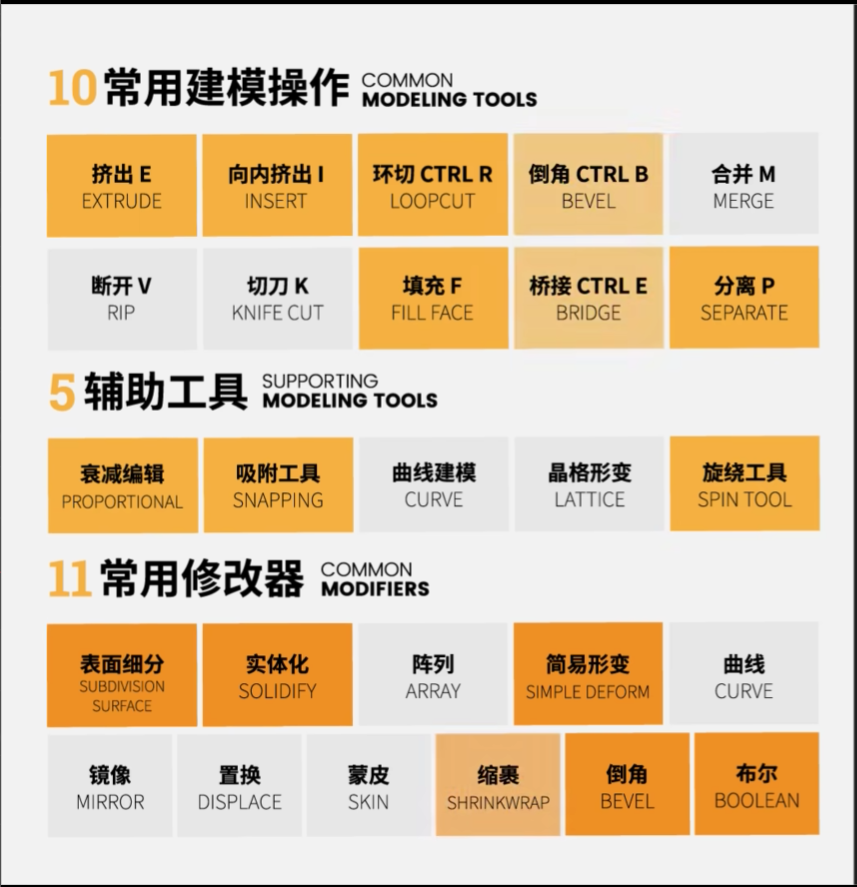 10 常用建模操作 COMMON
MODELING TOOLS
挤出 E
EXTRUDE
向内挤出 I
INSERT
环切 CTRL R
LOOPCUT
倒角 CTRL B
BEVEL
合并 M
MERGE
断开 V
RIP
切刀 K
KNIFE CUT
填充 F
FILL FACE
桥接 CTRL E
BRIDGE
分离 P
SEPARATE
5 辅助工具 SUPPORTING
MODELING TOOLS
衰减编辑
PROPORTIONAL
吸附工具
SNAPPING
曲线建模
CURVE
晶格形变
LATTICE
旋绕工具
SPIN TOOL
11 常用修改器 COMMON
MODIFIERS
表面细分
SUBDIVISION
SURFACE
实体化
SOLIDIFY
阵列
ARRAY
简易形变
SIMPLE DEFORM
曲线
CURVE
镜像
MIRROR
置换
DISPLACE
蒙皮
SKIN
缩裹
SHRINKWRAP
倒角
BEVEL
布尔
BOOLEAN